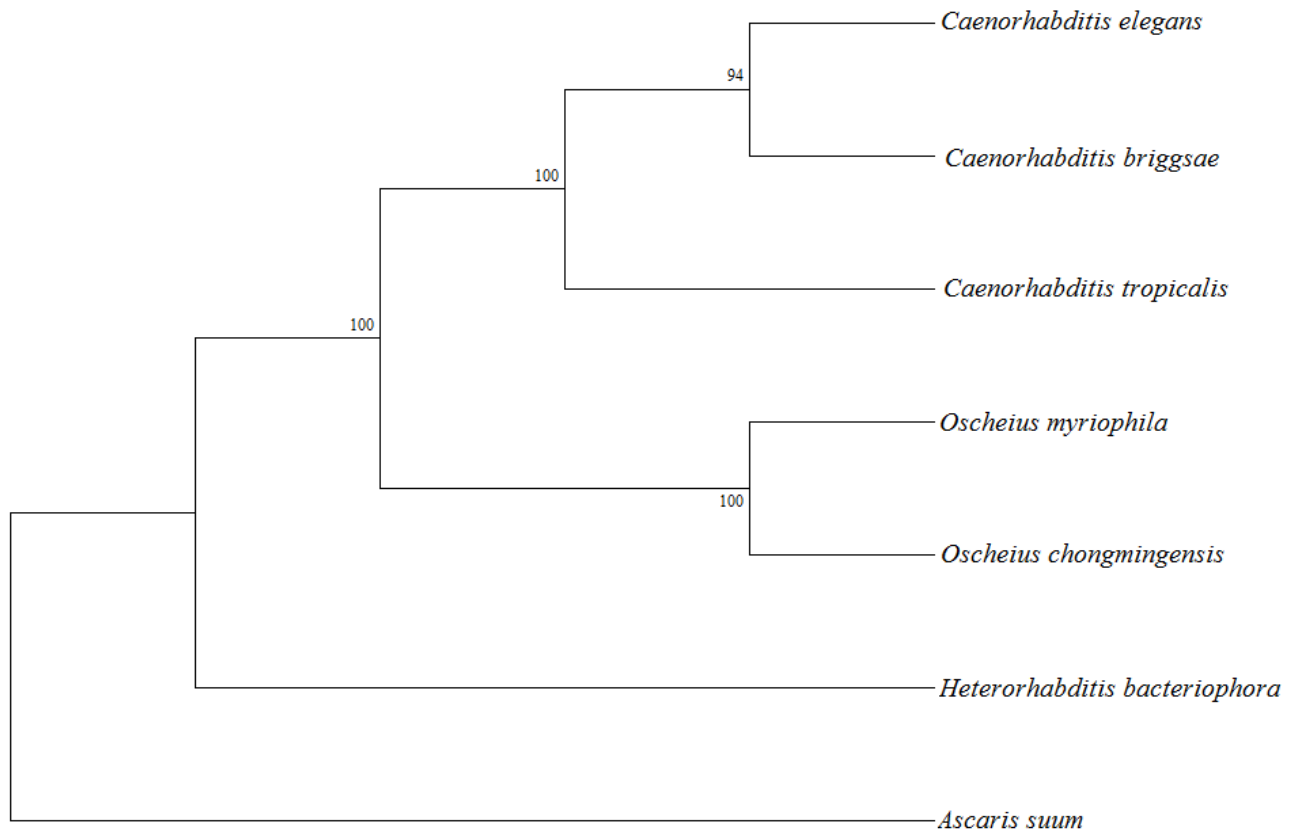 Caenorhabditis elegans
94
Caenorhabditis briggsae
100
Caenorhabditis tropicalis
100
Oscheius myriophila
100
Oscheius chongmingensis
Heterorhabditis bacteriophora
Ascaris suum